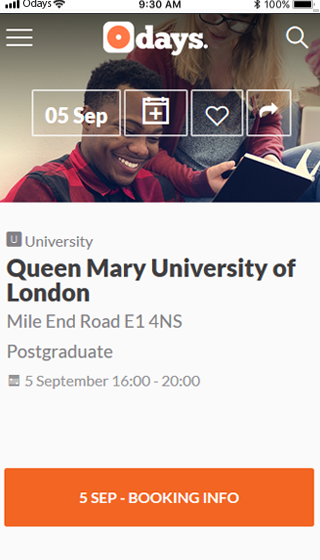 Odays 9:30 AM 100%
Odays.
05 Sep
U University
Queen Mary University of
London
Mile End Road E1 4NS
Postgraduate
5 September 16:00 - 20:00
5 SEP - BOOKING INFO